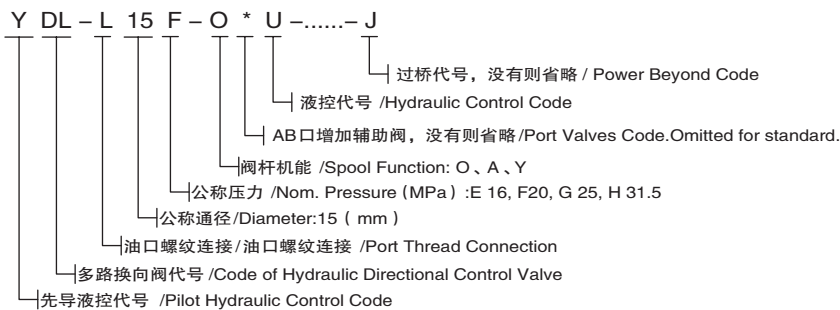 Y DL – L 15 F – O * U –......– J
过桥代号，没有则省略 / Power Beyond Code
液控代号 /Hydraulic Control Code
AB口增加辅助阀，没有则省略/Port Valves Code.Omitted for standard.
阀杆机能 /Spool Function: O、A、Y
公称压力 /Nom. Pressure（MPa）:E 16, F20, G 25, H 31.5
公称通径/Diameter:15（mm）
油口螺纹连接/油口螺纹连接 /Port Thread Connection
多路换向阀代号 /Code of Hydraulic Directional Control Valve
先导液控代号 /Pilot Hydraulic Control Code